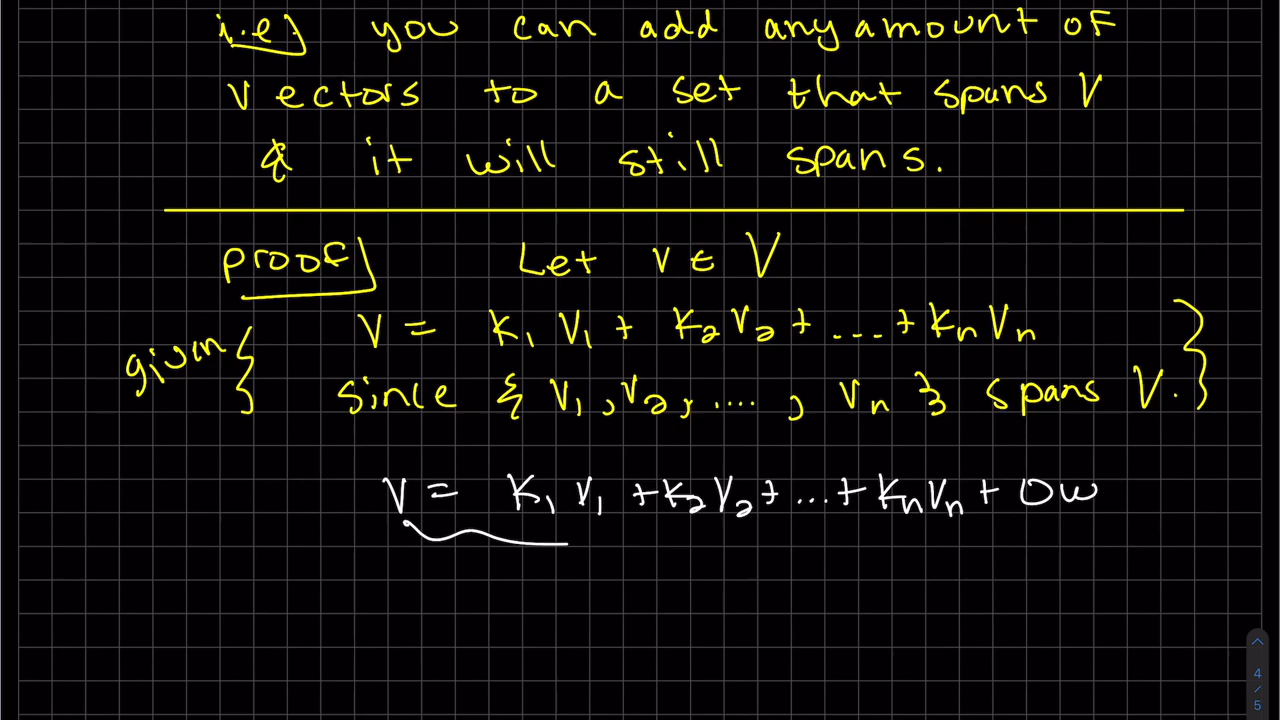 i.e] you can add any amount of
vectors to a set that spans V
& it will still spans.
proof] Let v ∈ V
v = k₁ v₁ + k₂ v₂ + .... + kₙ vₙ
given { since { v₁, v₂, ...., vₙ } spans V. }
v = k₁ v₁ + k₂ v₂ + ... + kₙ vₙ + 0w
4
/
5